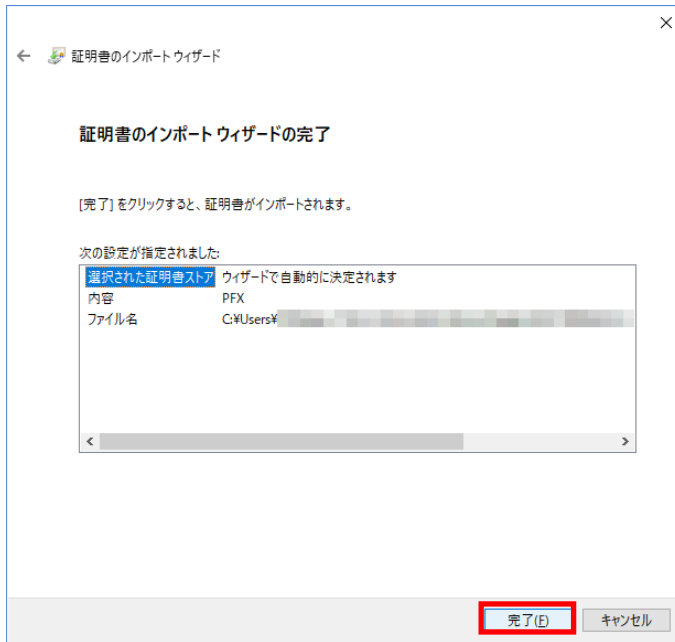 証明書のインポート ウィザード
証明書のインポート ウィザードの完了
[完了] をクリックすると、証明書がインポートされます。
次の設定が指定されました:
選択された証明書ストア ウィザードで自動的に決定されます
内容 PFX
ファイル名 C:¥Users¥
完了(F) キャンセル